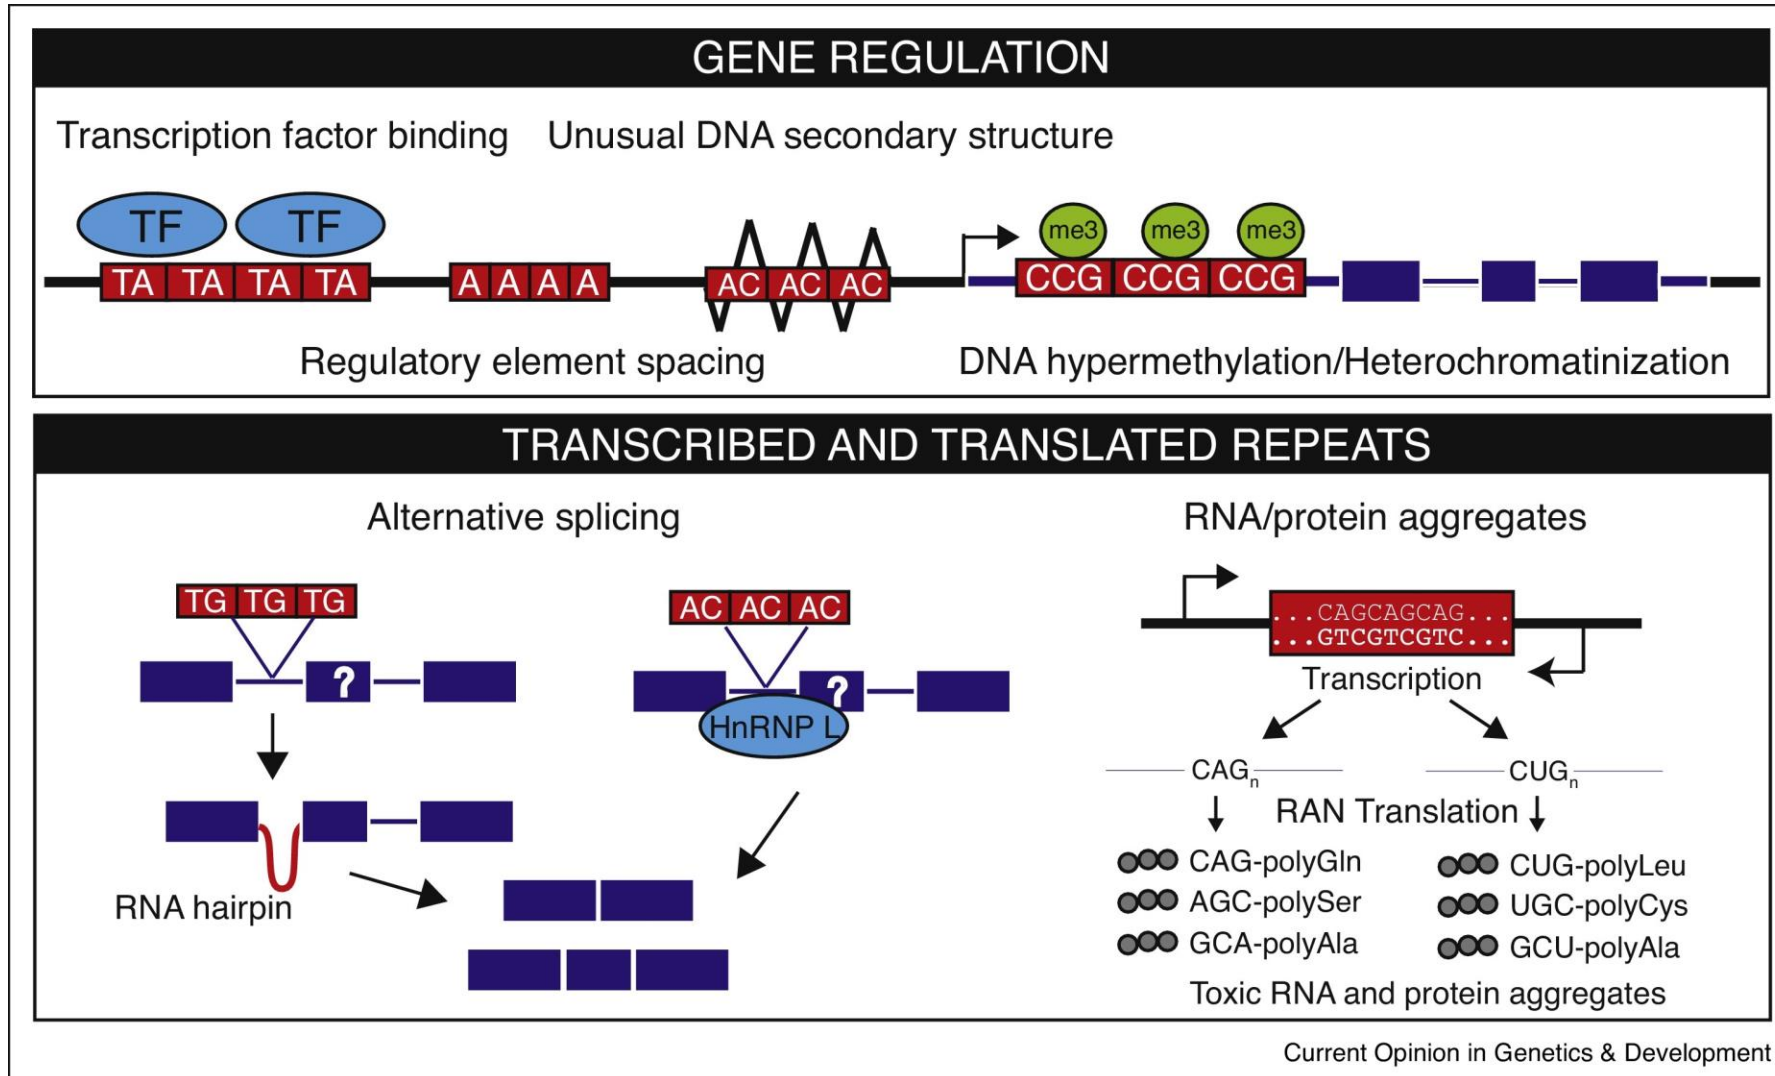 GENE REGULATION
Transcription factor binding
Unusual DNA secondary structure
TF TF
me3 me3 me3
TA TA TA TA
A A A A
AC AC AC
CCG CCG CCG
Regulatory element spacing
DNA hypermethylation/Heterochromatinization
TRANSCRIBED AND TRANSLATED REPEATS
Alternative splicing
TG TG TG
?
RNA hairpin
AC AC AC
?
HnRNP L
RNA/protein aggregates
...CAGCAGCAG...
...GTCGTCGTC...
Transcription
CAGn
CUGn
RAN Translation
CAG-polyGln
AGC-polySer
GCA-polyAla
CUG-polyLeu
UGC-polyCys
GCU-polyAla
Toxic RNA and protein aggregates
Current Opinion in Genetics & Development